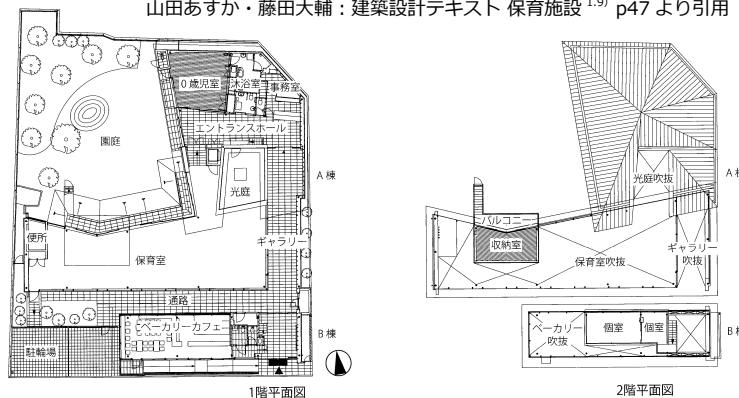 山田あすか・藤田大輔：建築設計テキスト 保育施設 1.9) p47 より引用
0歳児室
沐浴室
事務室
エントランスホール
園庭
A 棟
光庭
便所
保育室
ギャラリー
通路
ベーカリーカフェ
B 棟
駐輪場
1階平面図
光庭吹抜
A 棟
バルコニー
収納室
保育室吹抜
ギャラリー
吹抜
ベーカリー
吹抜
個室
個室
B 棟
2階平面図